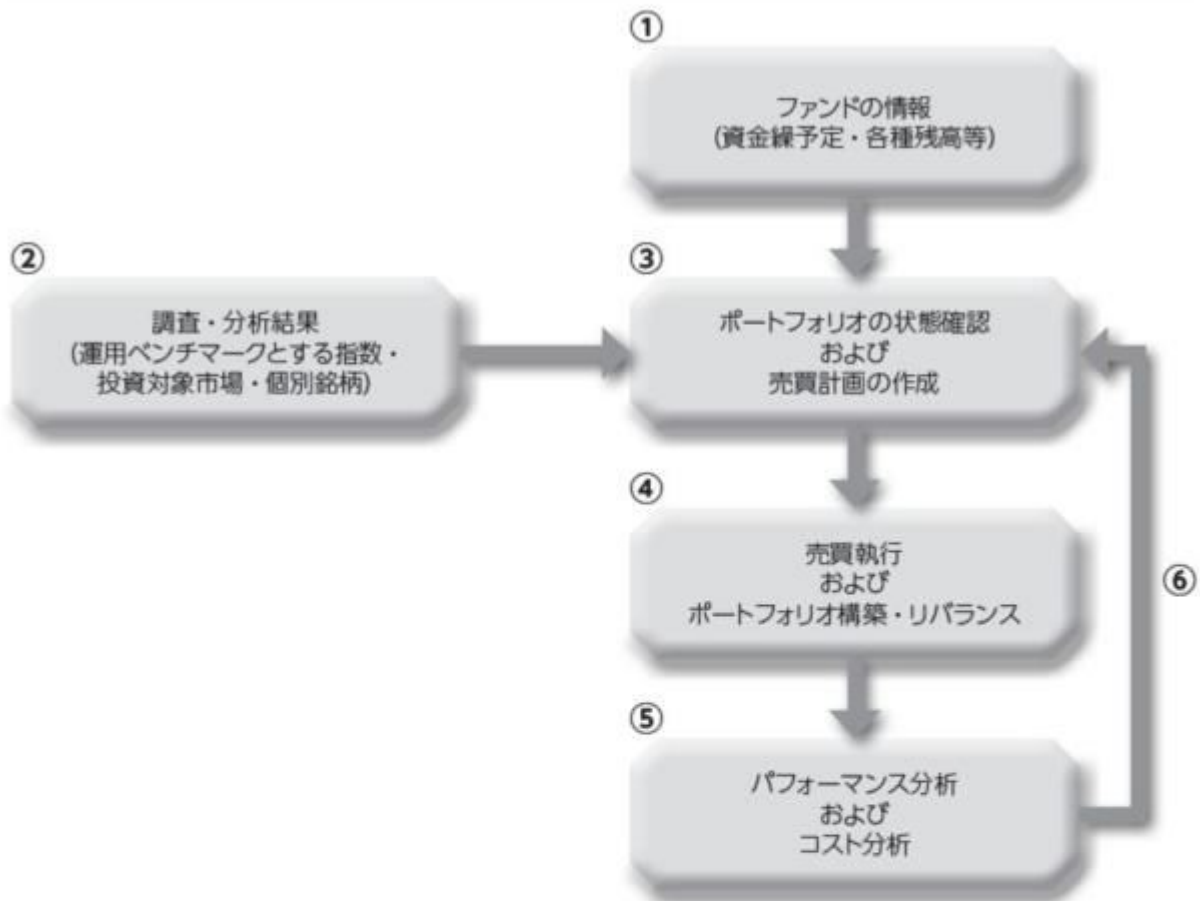 ①
ファンドの情報
(資金繰予定・各種残高等)
②
調査・分析結果
(運用ベンチマークとする指数・
投資対象市場・個別銘柄)
③
ポートフォリオの状態確認
および
売買計画の作成
④
売買執行
および
ポートフォリオ構築・リバランス
⑤
パフォーマンス分析
および
コスト分析
⑥